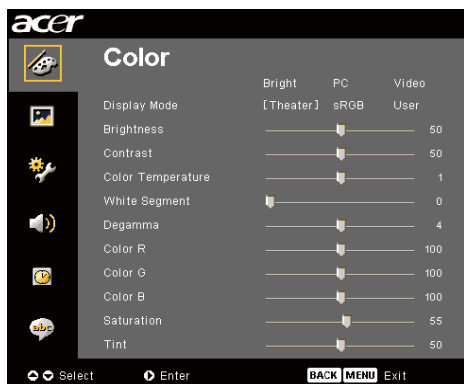 acer
Color
Bright PC Video
Display Mode [Theater] sRGB User
Brightness 50
Contrast 50
Color Temperature 1
White Segment 0
Degamma 4
Color R 100
Color G 100
Color B 100
Saturation 55
Tint 50
abc
Select Enter BACK MENU Exit